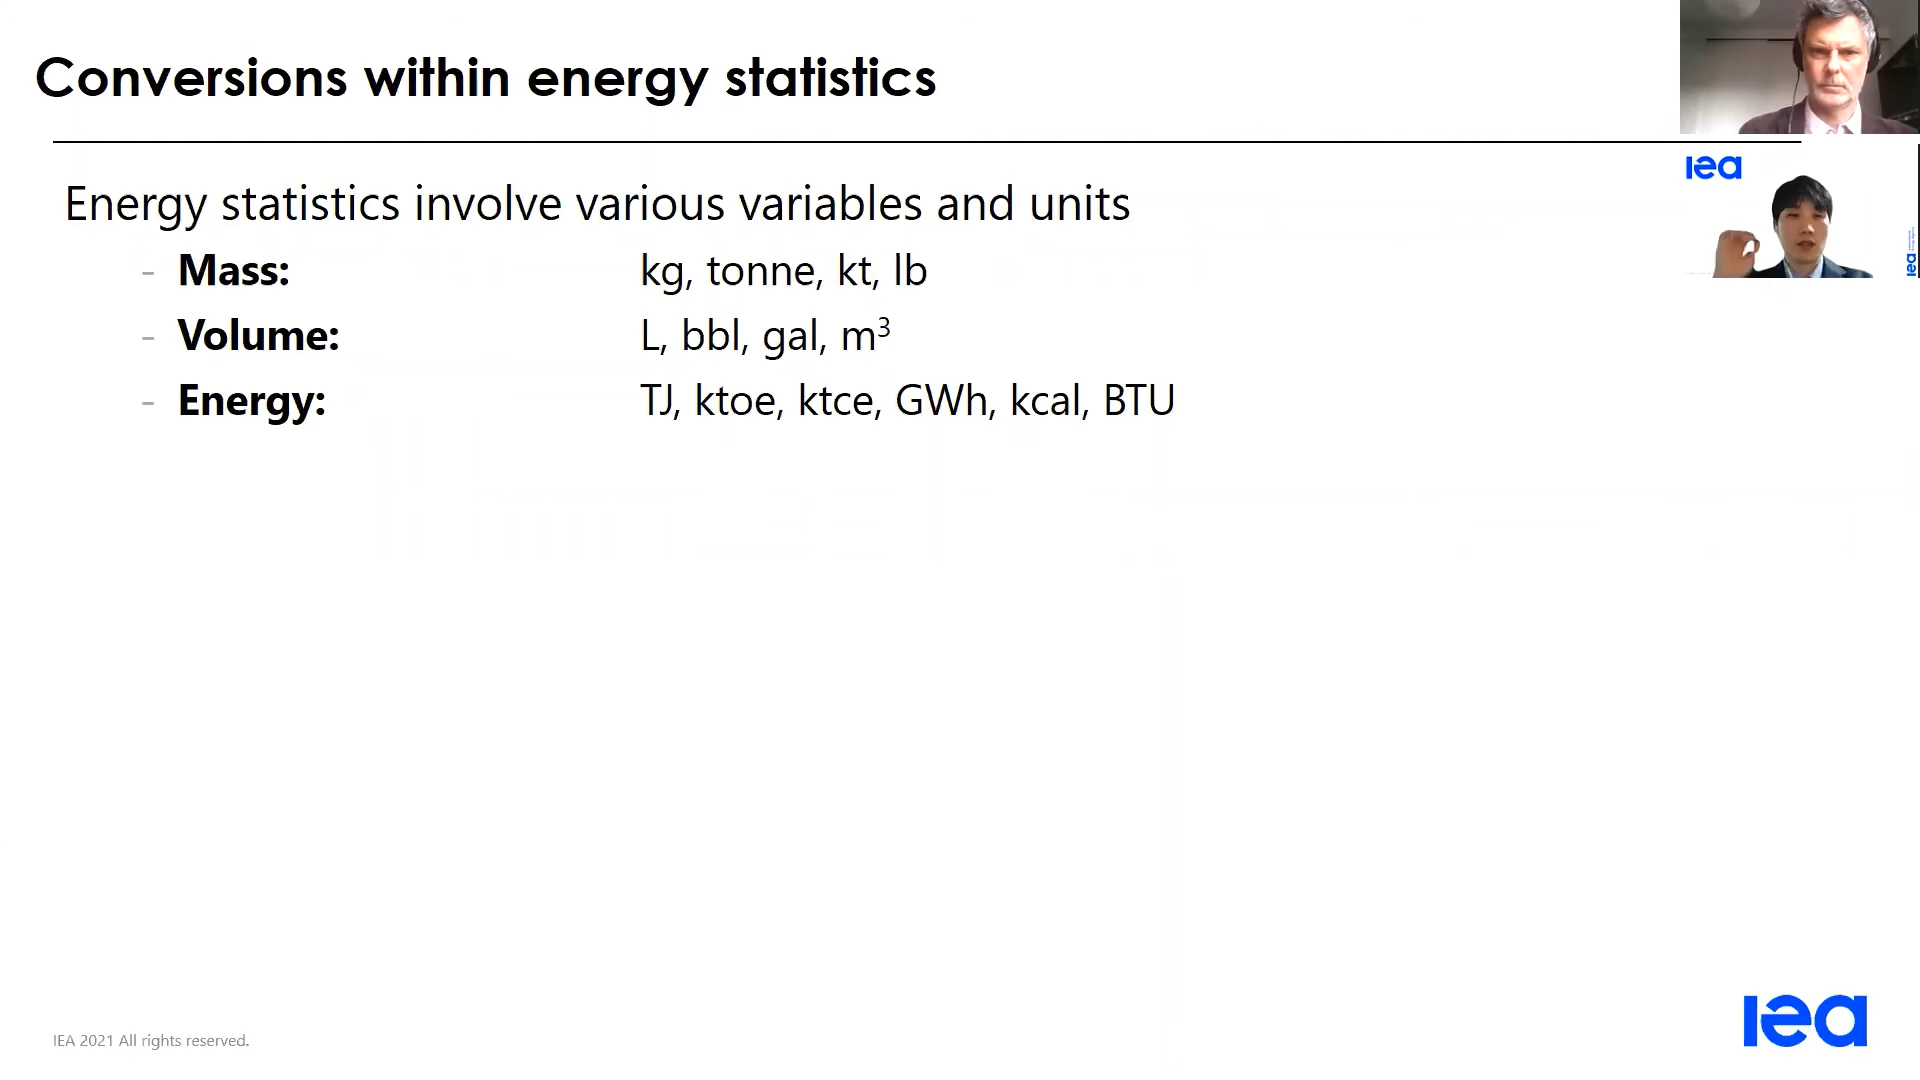 Conversions within energy statistics
iea
Energy statistics involve various variables and units
- Mass: kg, tonne, kt, lb
- Volume: L, bbl, gal, m³
- Energy: TJ, ktoe, ktce, GWh, kcal, BTU
iea
IEA 2021 All rights reserved.
iea